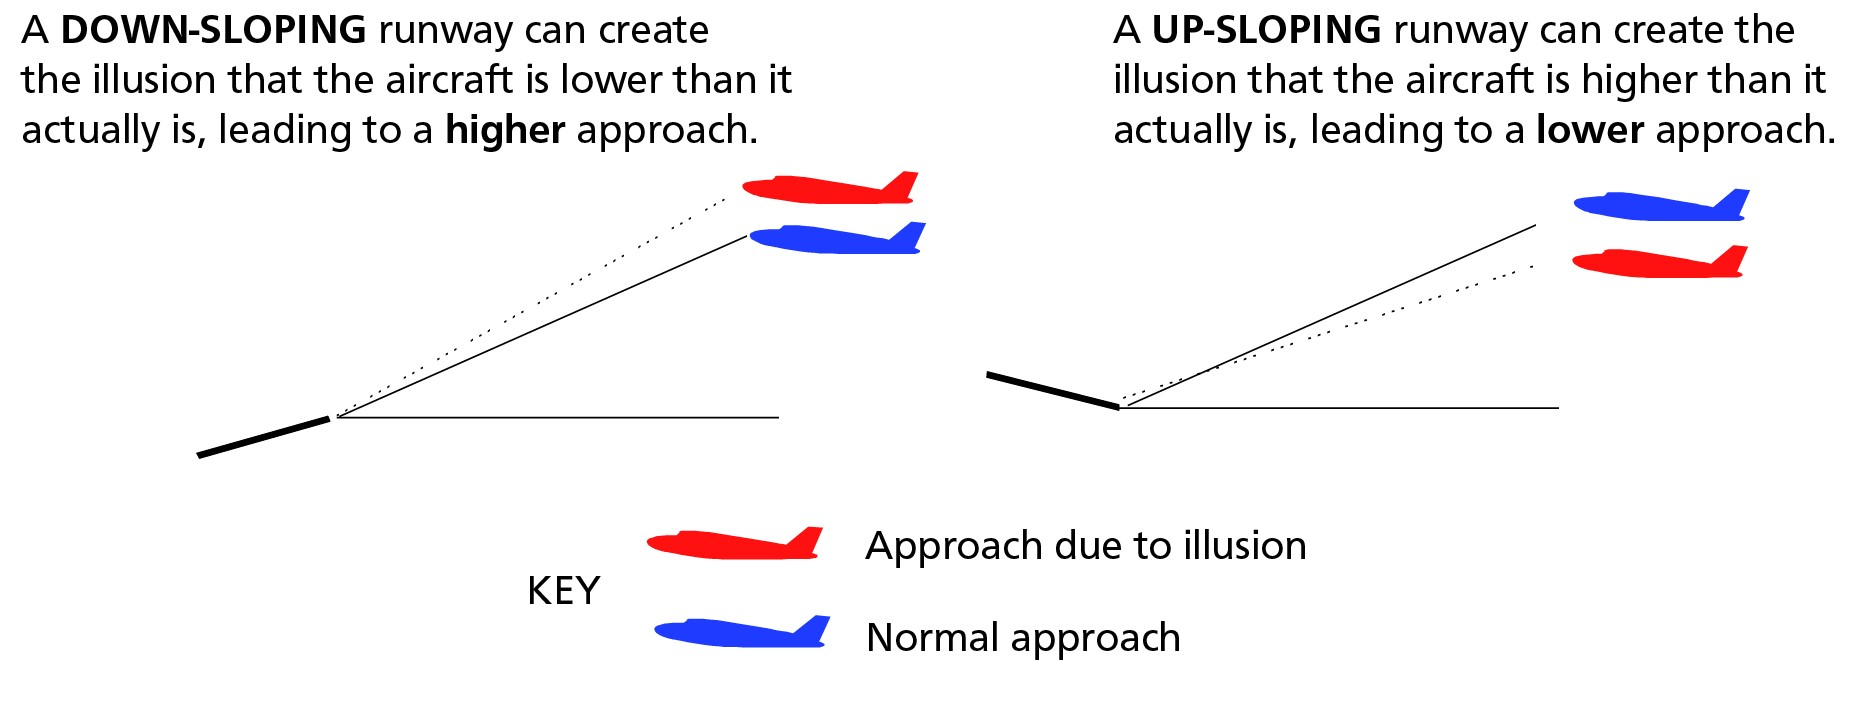 A DOWN-SLOPING runway can create
the illusion that the aircraft is lower than it
actually is, leading to a higher approach.
A UP-SLOPING runway can create the
illusion that the aircraft is higher than it
actually is, leading to a lower approach.
KEY
Approach due to illusion
Normal approach